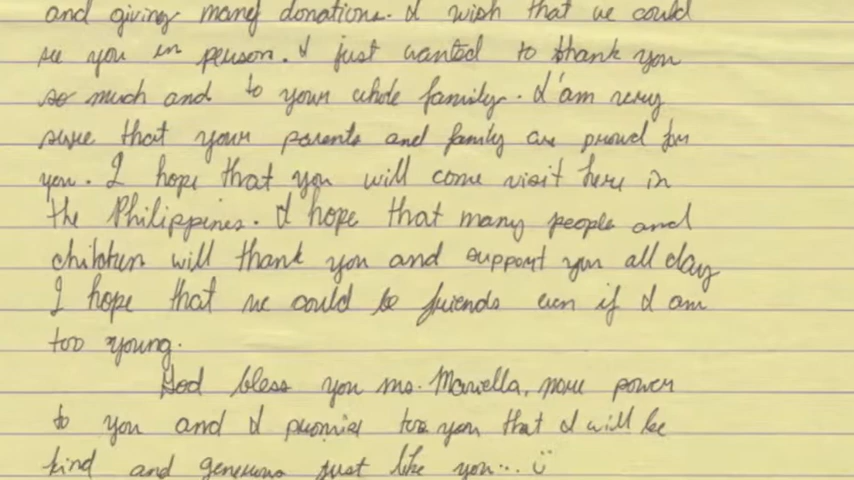 and giving many donations. I wish that we could
see you in person. I just wanted to thank you
so much and to your whole family. I'am very
sure that your parents and family are proud for
you. I hope that you will come visit here in
the Philippines. I hope that many people and
children will thank you and support you all day
I hope that we could be friends even if I am
too young.
God bless you ms. Mariella, more power
to you and I promise too you that I will be
kind and generous just like you... ü